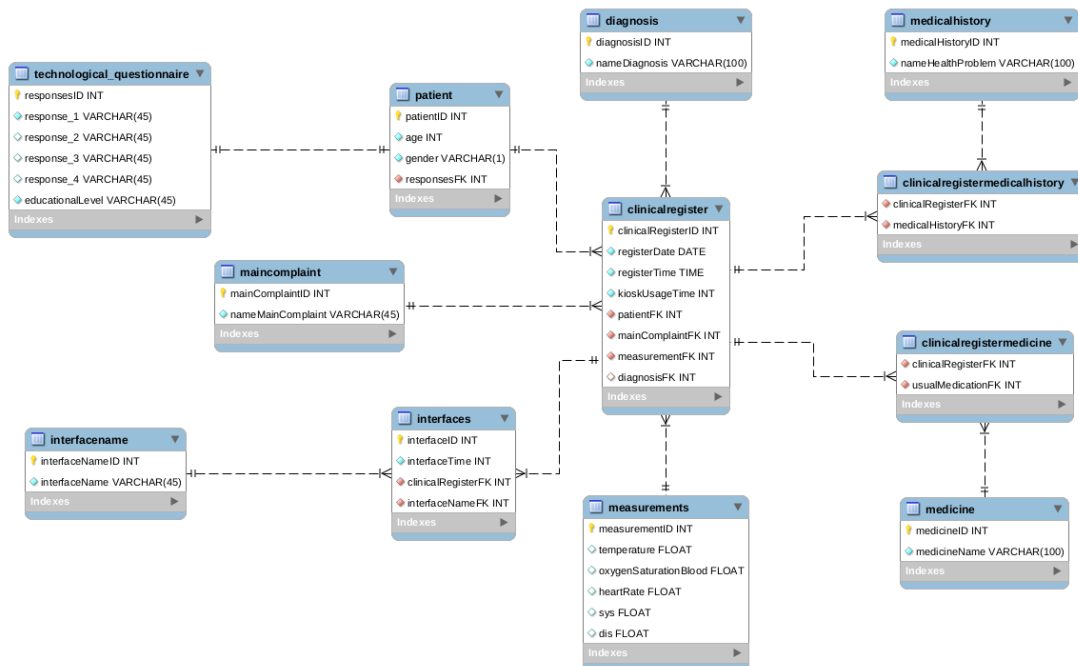 diagnosis
diagnosisID INT
nameDiagnosis VARCHAR(100)
Indexes
medicalhistory
medicalHistoryID INT
nameHealthProblem VARCHAR(100)
Indexes
technological_questionnaire
responsesID INT
response_1 VARCHAR(45)
response_2 VARCHAR(45)
response_3 VARCHAR(45)
response_4 VARCHAR(45)
educationalLevel VARCHAR(45)
Indexes
patient
patientID INT
age INT
gender VARCHAR(1)
responsesFK INT
Indexes
clinicalregister
clinicalRegisterID INT
registerDate DATE
registerTime TIME
kioskUsageTime INT
patientFK INT
mainComplaintFK INT
measurementFK INT
diagnosisFK INT
Indexes
clinicalregistermedicalhistory
clinicalRegisterFK INT
medicalHistoryFK INT
Indexes
maincomplaint
mainComplaintID INT
nameMainComplaint VARCHAR(45)
Indexes
clinicalregistermedicine
clinicalRegisterFK INT
usualMedicationFK INT
Indexes
interfacename
interfaceNameID INT
interfaceName VARCHAR(45)
Indexes
interfaces
interfaceID INT
interfaceTime INT
clinicalRegisterFK INT
interfaceNameFK INT
Indexes
measurements
measurementID INT
temperature FLOAT
oxygenSaturationBlood FLOAT
heartRate FLOAT
sys FLOAT
dis FLOAT
Indexes
medicine
medicineID INT
medicineName VARCHAR(100)
Indexes